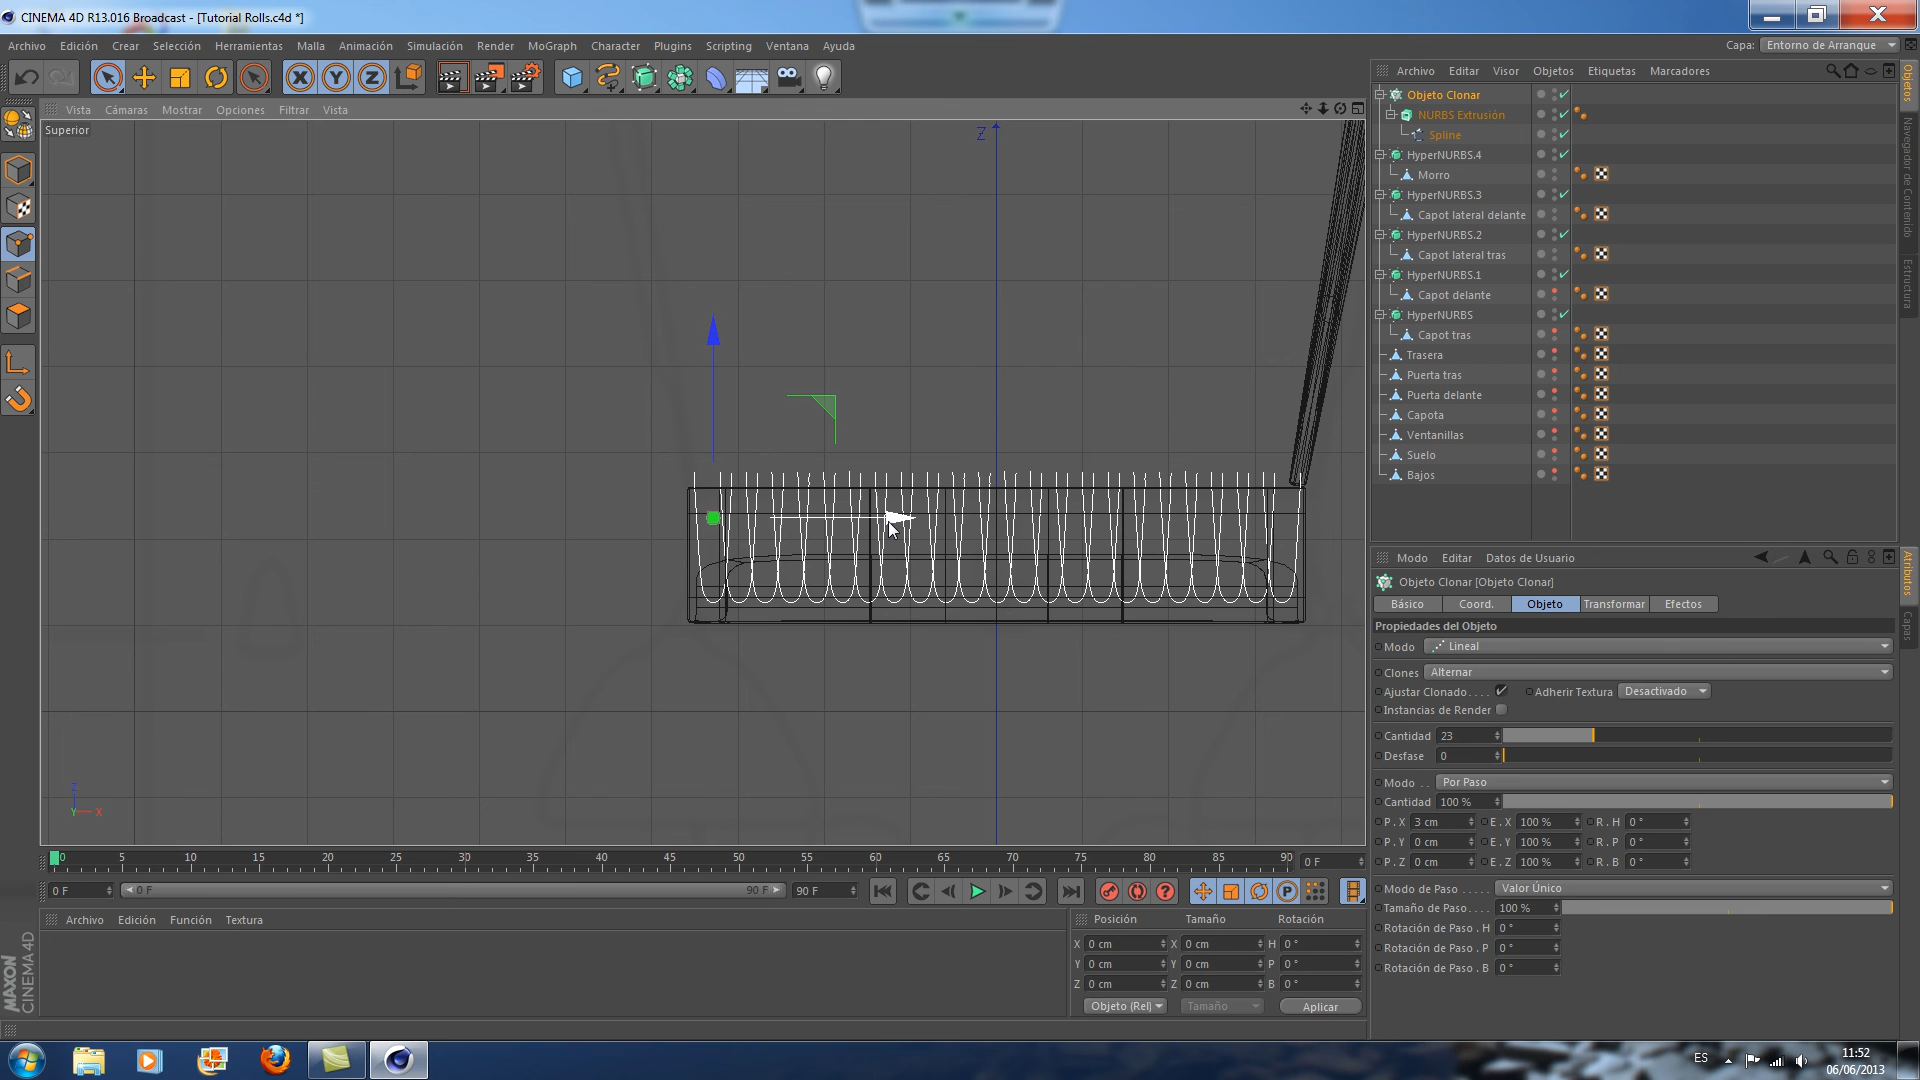 CINEMA 4D R13.016 Broadcast - [Tutorial Rolls.c4d *]
Archivo Edición Crear Selección Herramientas Malla Animación Simulación Render MoGraph Character Plugins Scripting Ventana Ayuda
Capa: Entorno de Arranque
Vista Cámaras Mostrar Opciones Filtrar Vista
Superior
Z
Z
Y X
Archivo Editar Visor Objetos Etiquetas Marcadores
Objeto Clonar
NURBS Extrusión
Spline
HyperNURBS.4
Morro
HyperNURBS.3
Capot lateral delante
HyperNURBS.2
Capot lateral tras
HyperNURBS.1
Capot delante
HyperNURBS
Capot tras
Trasera
Puerta tras
Puerta delante
Capota
Ventanillas
Suelo
Bajos
Objetos
Navegador de Contenido
Estructura
Modo Editar Datos de Usuario
Objeto Clonar [Objeto Clonar]
Básico Coord. Objeto Transformar Efectos
Propiedades del Objeto
Modo Lineal
Clones Alternar
Ajustar Clonado . . . . Adherir Textura Desactivado
Instancias de Render
Cantidad 23
Desfase 0
Modo . . Por Paso
Cantidad 100 %
P . X 3 cm E . X 100 % R . H 0 °
P . Y 0 cm E . Y 100 % R . P 0 °
P . Z 0 cm E . Z 100 % R . B 0 °
Modo de Paso . . . . . Valor Único
Tamaño de Paso . . . . 100 %
Rotación de Paso . H 0 °
Rotación de Paso . P 0 °
Rotación de Paso . B 0 °
Atributos
Capas
0 5 10 15 20 25 30 35 40 45 50 55 60 65 70 75 80 85 90 0 F
0 F 0 F 90 F 90 F
Archivo Edición Función Textura
Posición Tamaño Rotación
X 0 cm X 0 cm H 0 °
Y 0 cm Y 0 cm P 0 °
Z 0 cm Z 0 cm B 0 °
Objeto (Rel) Tamaño Aplicar
MAXON
CINEMA 4D
ES
11:52
06/06/2013